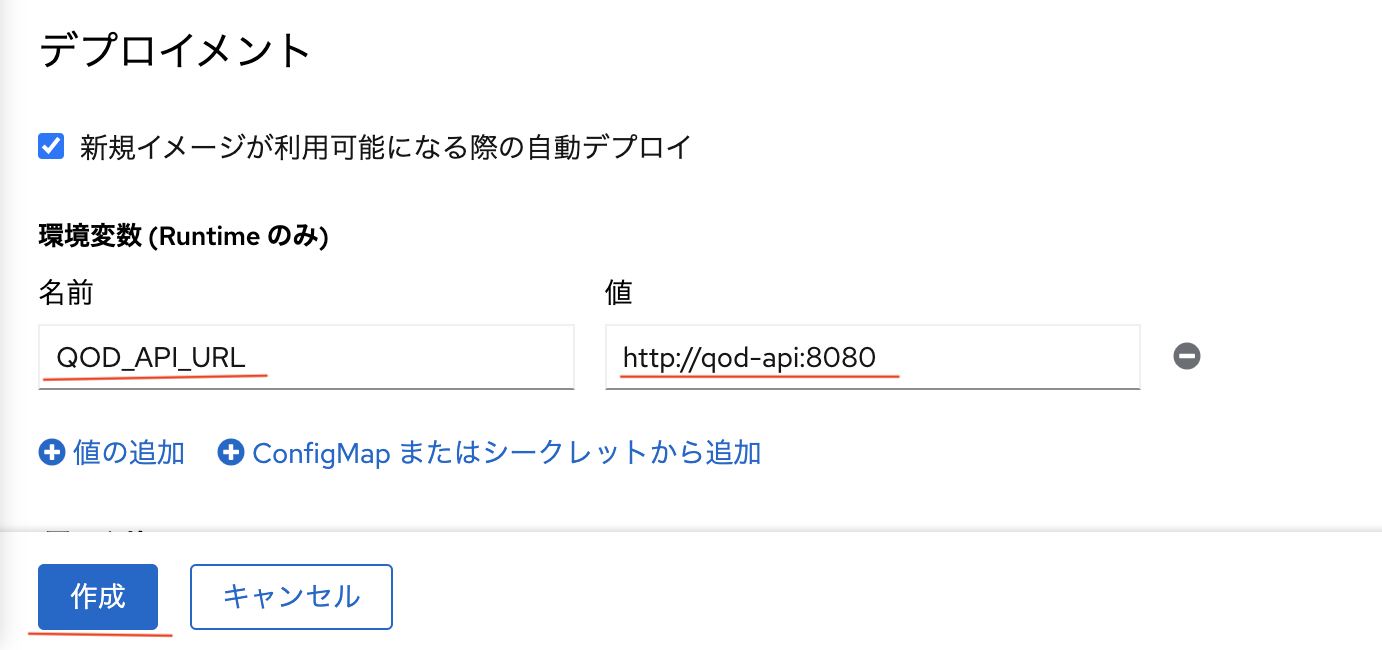 デプロイメント
新規イメージが利用可能になる際の自動デプロイ
環境変数 (Runtime のみ)
名前 値
QOD_API_URL http://qod-api:8080
値の追加 ConfigMap またはシークレットから追加
作成 キャンセル